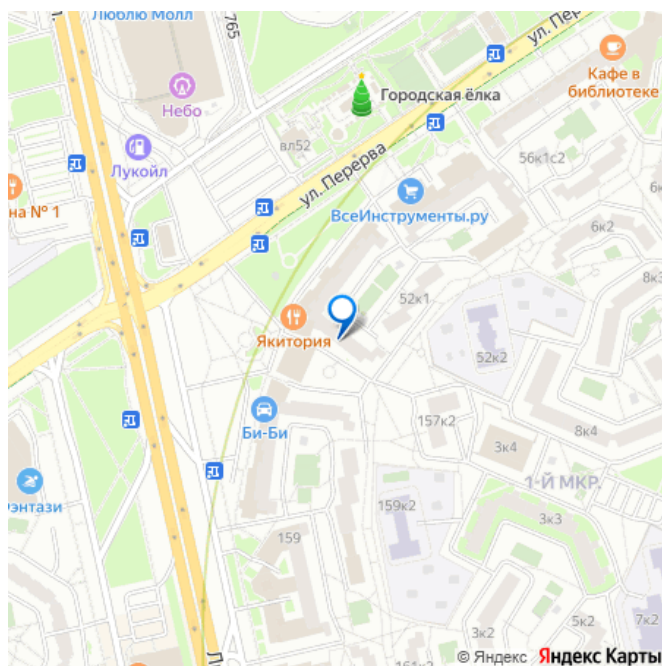 Люблю Молл
765
Небо
Лукойл
на № 1
вл52
ул. Перерва
Городская ёлка
ул. Пер
Кафе в
библиотеке
56к1с2
ВсеИнструменты.ру
6к2
8к3
52к1
52к2
Якитория
Би-Би
157к2
3к4
8к4
1-Й МКР.
159к2
3к3
159
энтази
5к2
7к2
161к2
© Яндекс Яндекс Карты